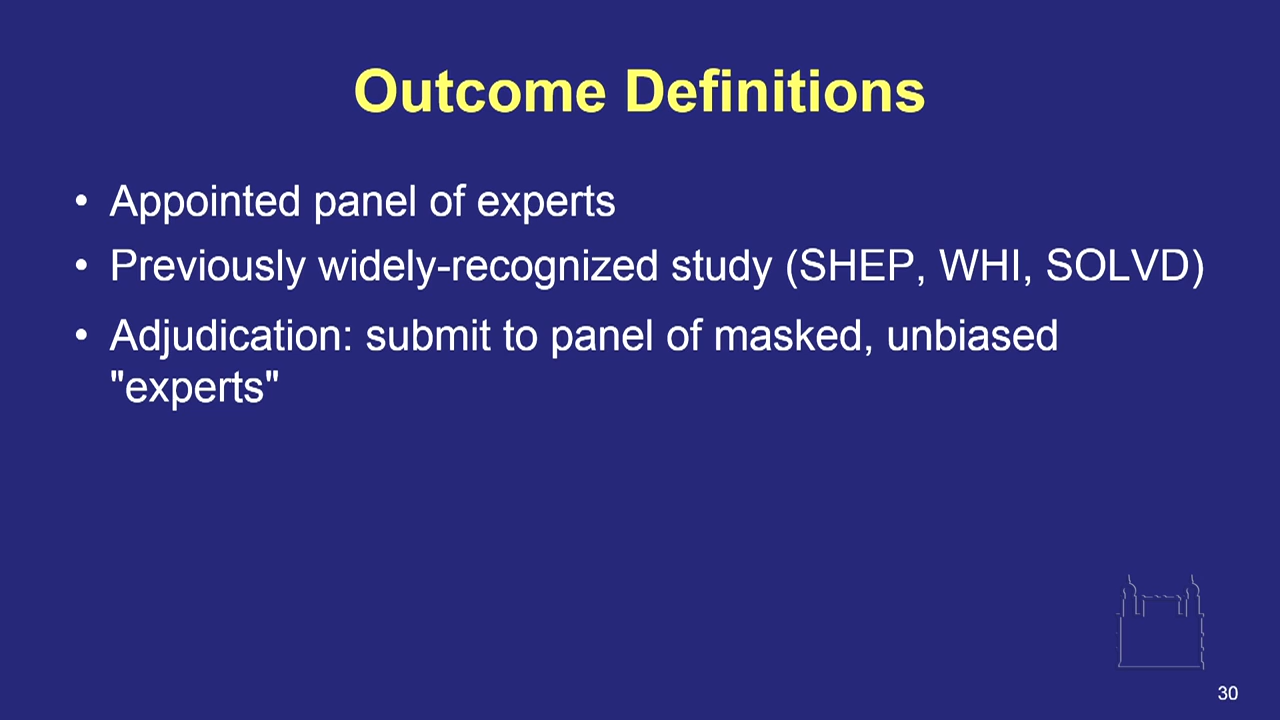 Outcome Definitions
• Appointed panel of experts
• Previously widely-recognized study (SHEP, WHI, SOLVD)
• Adjudication: submit to panel of masked, unbiased
"experts"
30